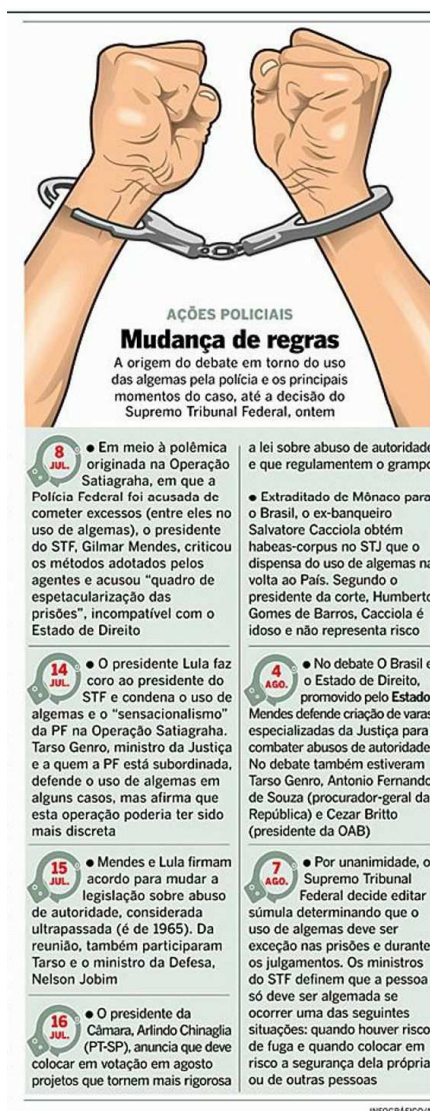 AÇÕES POLICIAIS
Mudança de regras
A origem do debate em torno do uso
das algemas pela polícia e os principais
momentos do caso, até a decisão do
Supremo Tribunal Federal, ontem
8
JUL.
● Em meio à polêmica
originada na Operação
Satiagraha, em que a
Polícia Federal foi acusada de
cometer excessos (entre eles no
uso de algemas), o presidente
do STF, Gilmar Mendes, criticou
os métodos adotados pelos
agentes e acusou “quadro de
espetacularização das
prisões”, incompatível com o
Estado de Direito
14
JUL.
● O presidente Lula faz
coro ao presidente do
STF e condena o uso de
algemas e o “sensacionalismo”
da PF na Operação Satiagraha.
Tarso Genro, ministro da Justiça
e a quem a PF está subordinada,
defende o uso de algemas em
alguns casos, mas afirma que
esta operação poderia ter sido
mais discreta
15
JUL.
● Mendes e Lula firmam
acordo para mudar a
legislação sobre abuso
de autoridade, considerada
ultrapassada (é de 1965). Da
reunião, também participaram
Tarso e o ministro da Defesa,
Nelson Jobim
16
JUL.
● O presidente da
Câmara, Arlindo Chinaglia
(PT-SP), anuncia que deve
colocar em votação em agosto
projetos que tornem mais rigorosa
a lei sobre abuso de autoridade
e que regulamentem o grampo
● Extraditado de Mônaco para
o Brasil, o ex-banqueiro
Salvatore Cacciola obtém
habeas-corpus no STJ que o
dispensa do uso de algemas na
volta ao País. Segundo o
presidente da corte, Humberto
Gomes de Barros, Cacciola é
idoso e não representa risco
4
AGO.
● No debate O Brasil e
o Estado de Direito,
promovido pelo Estado
Mendes defende criação de varas
especializadas da Justiça para
combater abusos de autoridade
No debate também estiveram
Tarso Genro, Antonio Fernando
de Souza (procurador-geral da
República) e Cezar Britto
(presidente da OAB)
7
AGO.
● Por unanimidade, o
Supremo Tribunal
Federal decide editar
súmula determinando que o
uso de algemas deve ser
exceção nas prisões e durante
os julgamentos. Os ministros
do STF definem que a pessoa
só deve ser algemada se
ocorrer uma das seguintes
situações: quando houver risco
de fuga e quando colocar em
risco a segurança dela própria
ou de outras pessoas